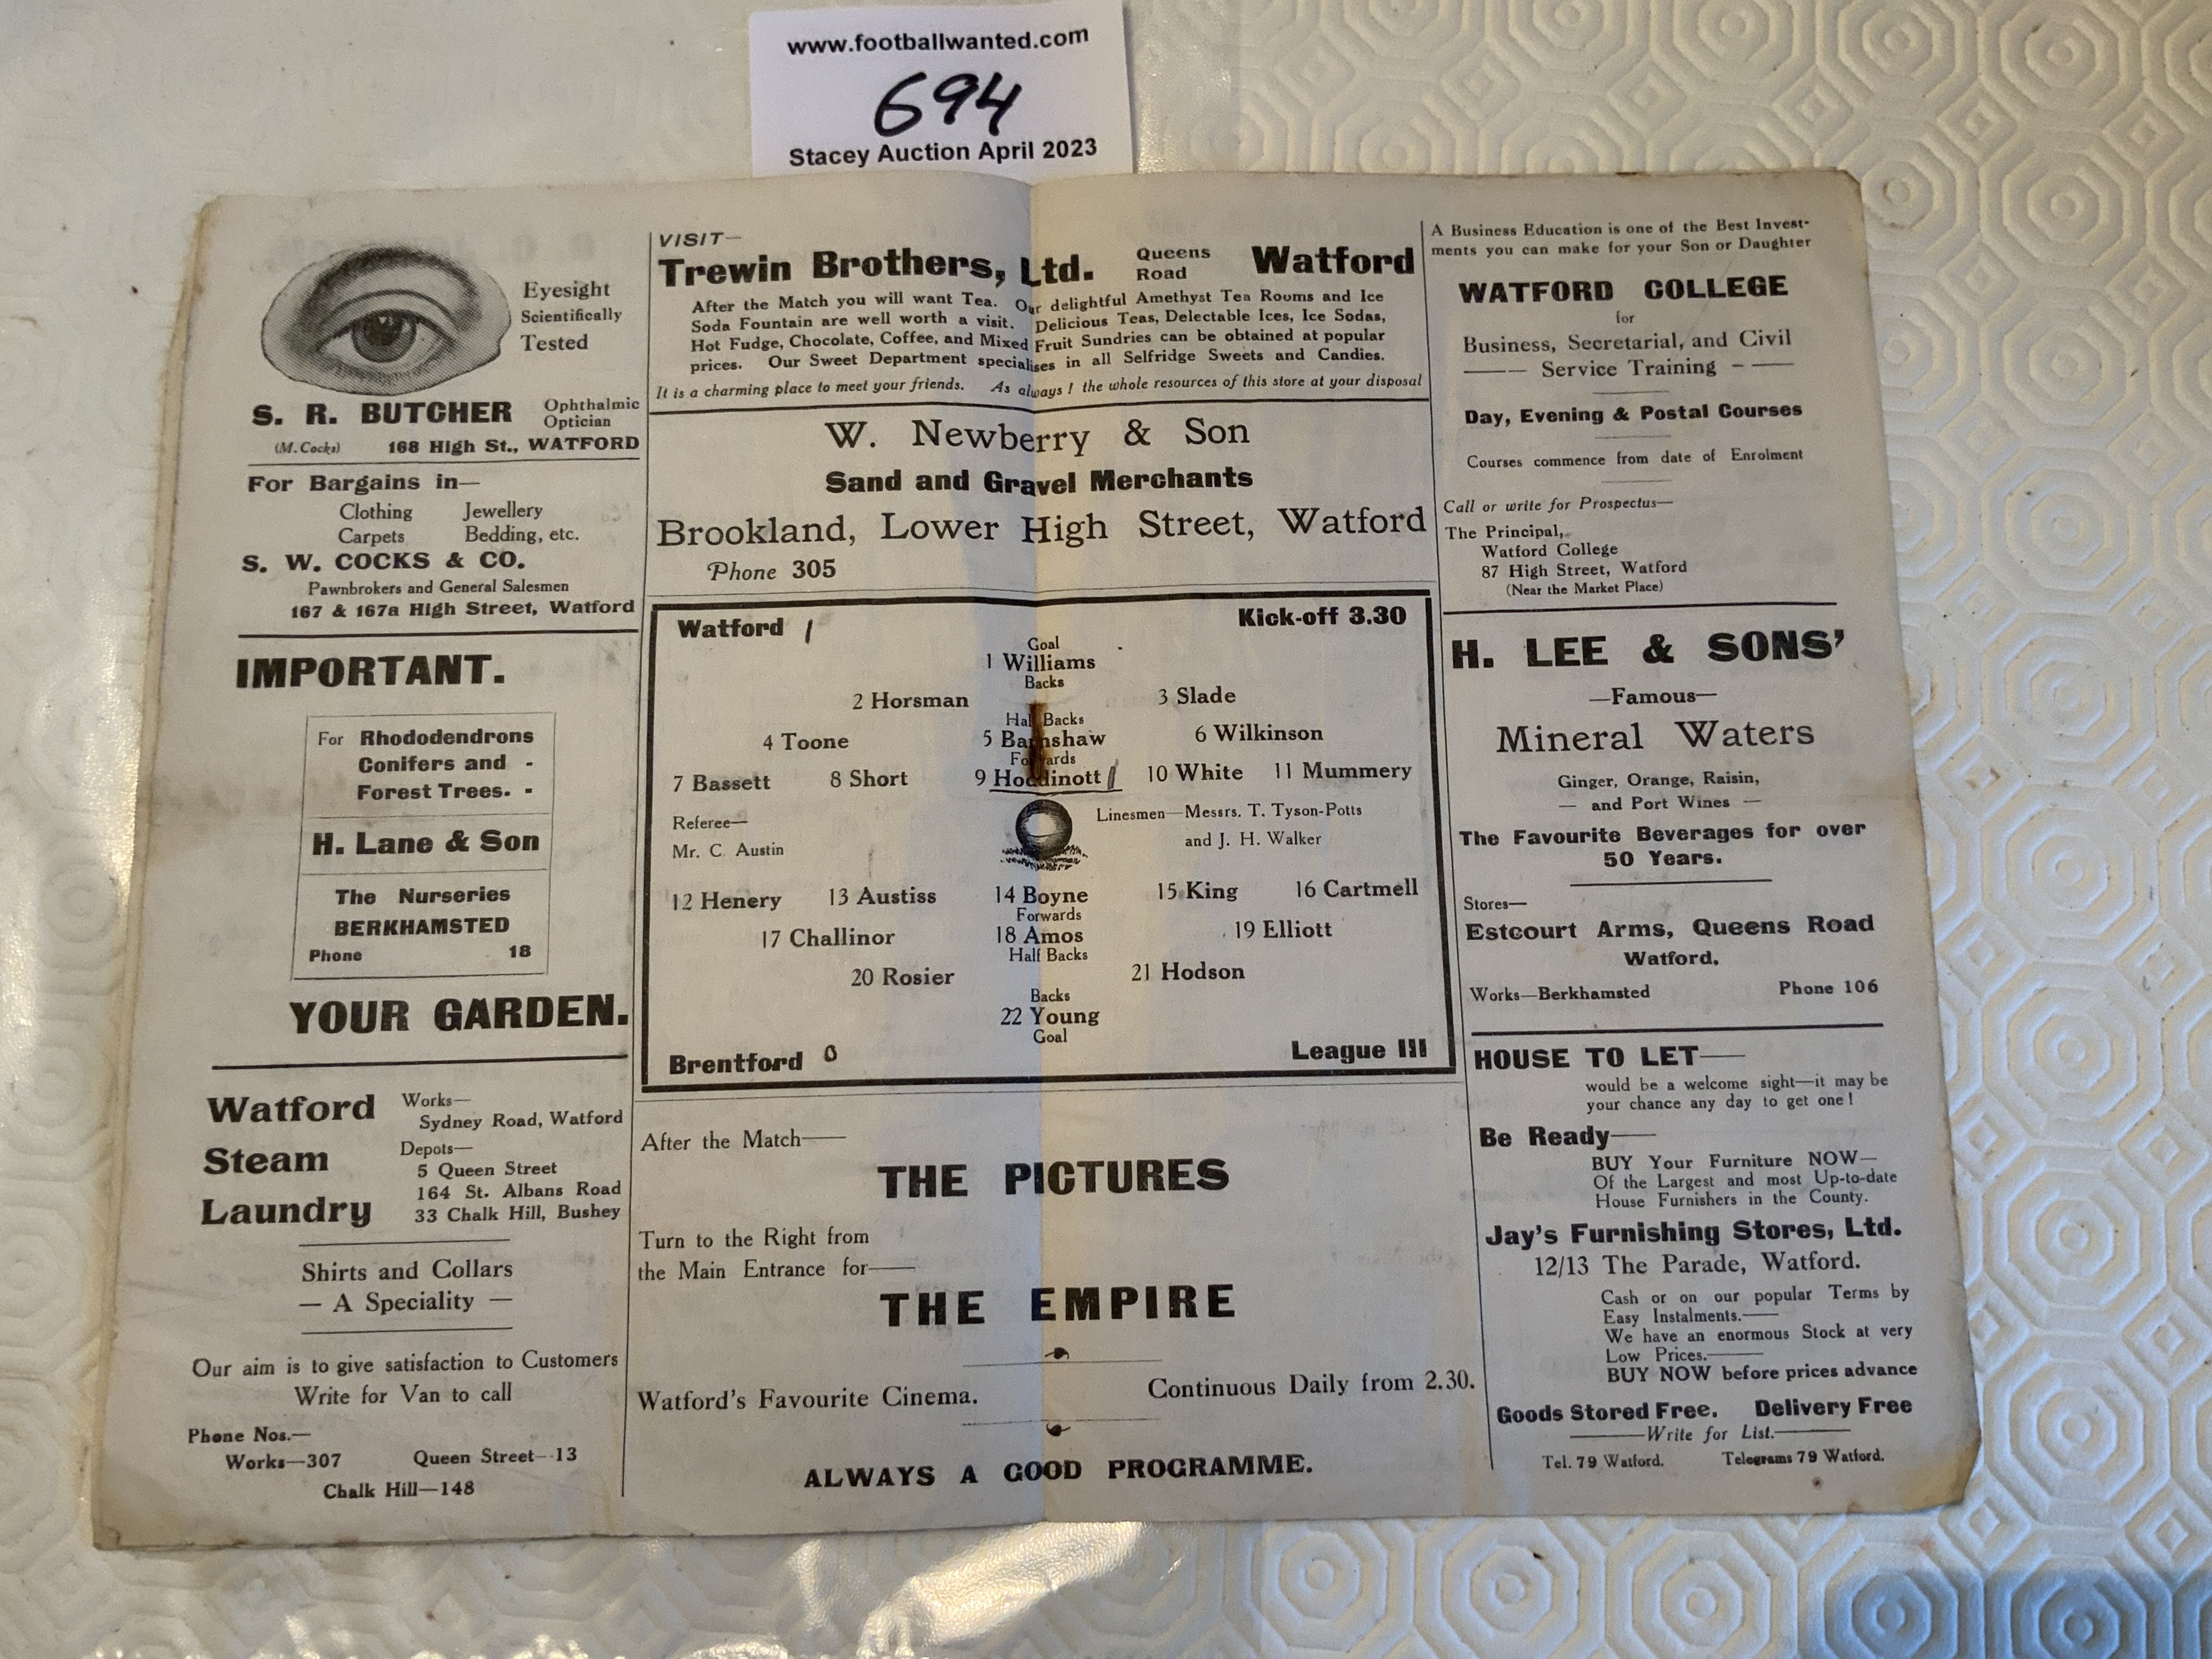 www.footballwanted.com
694
Stacey Auction April 2023
Eyesight
Scientifically
Tested
S. R. BUTCHER Ophthalmic Optician
(M. Cocks) 168 High St., WATFORD
For Bargains in—
Clothing Jewellery
Carpets Bedding, etc.
S. W. COCKS & CO.
Pawnbrokers and General Salesmen
167 & 167a High Street, Watford
IMPORTANT.
For Rhododendrons
Conifers and -
Forest Trees. -
H. Lane & Son
The Nurseries
BERKHAMSTED
Phone 18
YOUR GARDEN.
Watford
Steam
Laundry
Works—
Sydney Road, Watford
Depots—
5 Queen Street
164 St. Albans Road
33 Chalk Hill, Bushey
Shirts and Collars
— A Speciality —
Our aim is to give satisfaction to Customers
Write for Van to call
Phone Nos.—
Works—307 Queen Street—13
Chalk Hill—148
VISIT—
Trewin Brothers, Ltd. Queens Road Watford
After the Match you will want Tea. Our delightful Amethyst Tea Rooms and Ice
Soda Fountain are well worth a visit. Delicious Teas, Delectable Ices, Ice Sodas,
Hot Fudge, Chocolate, Coffee, and Mixed Fruit Sundries can be obtained at popular
prices. Our Sweet Department specialises in all Selfridge Sweets and Candies.
It is a charming place to meet your friends. As always! the whole resources of this store at your disposal
W. Newberry & Son
Sand and Gravel Merchants
Brookland, Lower High Street, Watford
Phone 305
Watford 1 Kick-off 3.30
Goal
1 Williams
Backs
2 Horsman 3 Slade
Half Backs
4 Toone 5 Barnshaw 6 Wilkinson
Forwards
7 Bassett 8 Short 9 Hoddinott 1 10 White 11 Mummery
Referee—
Mr. C. Austin
Linesmen—Messrs. T. Tyson-Potts
and J. H. Walker
12 Henery 13 Austiss 14 Boyne 15 King 16 Cartmell
Forwards
17 Challinor 18 Amos 19 Elliott
Half Backs
20 Rosier 21 Hodson
Backs
22 Young
Goal
Brentford 0 League III
After the Match—
THE PICTURES
Turn to the Right from
the Main Entrance for—
THE EMPIRE
Watford's Favourite Cinema. Continuous Daily from 2.30.
ALWAYS A GOOD PROGRAMME.
A Business Education is one of the Best Invest-
ments you can make for your Son or Daughter
WATFORD COLLEGE
for
Business, Secretarial, and Civil
—— Service Training - ——
Day, Evening & Postal Courses
Courses commence from date of Enrolment
Call or write for Prospectus—
The Principal,
Watford College
87 High Street, Watford
(Near the Market Place)
H. LEE & SONS'
—Famous—
Mineral Waters
Ginger, Orange, Raisin,
— and Port Wines —
The Favourite Beverages for over
50 Years.
Stores—
Estcourt Arms, Queens Road
Watford.
Works—Berkhamsted Phone 106
HOUSE TO LET—
would be a welcome sight—it may be
your chance any day to get one!
Be Ready—
BUY Your Furniture NOW—
Of the Largest and most Up-to-date
House Furnishers in the County.
Jay's Furnishing Stores, Ltd.
12/13 The Parade, Watford.
Cash or on our popular Terms by
Easy Instalments.—
We have an enormous Stock at very
Low Prices.—
BUY NOW before prices advance
Goods Stored Free. Delivery Free
—Write for List.—
Tel. 79 Watford. Telegrams 79 Watford.